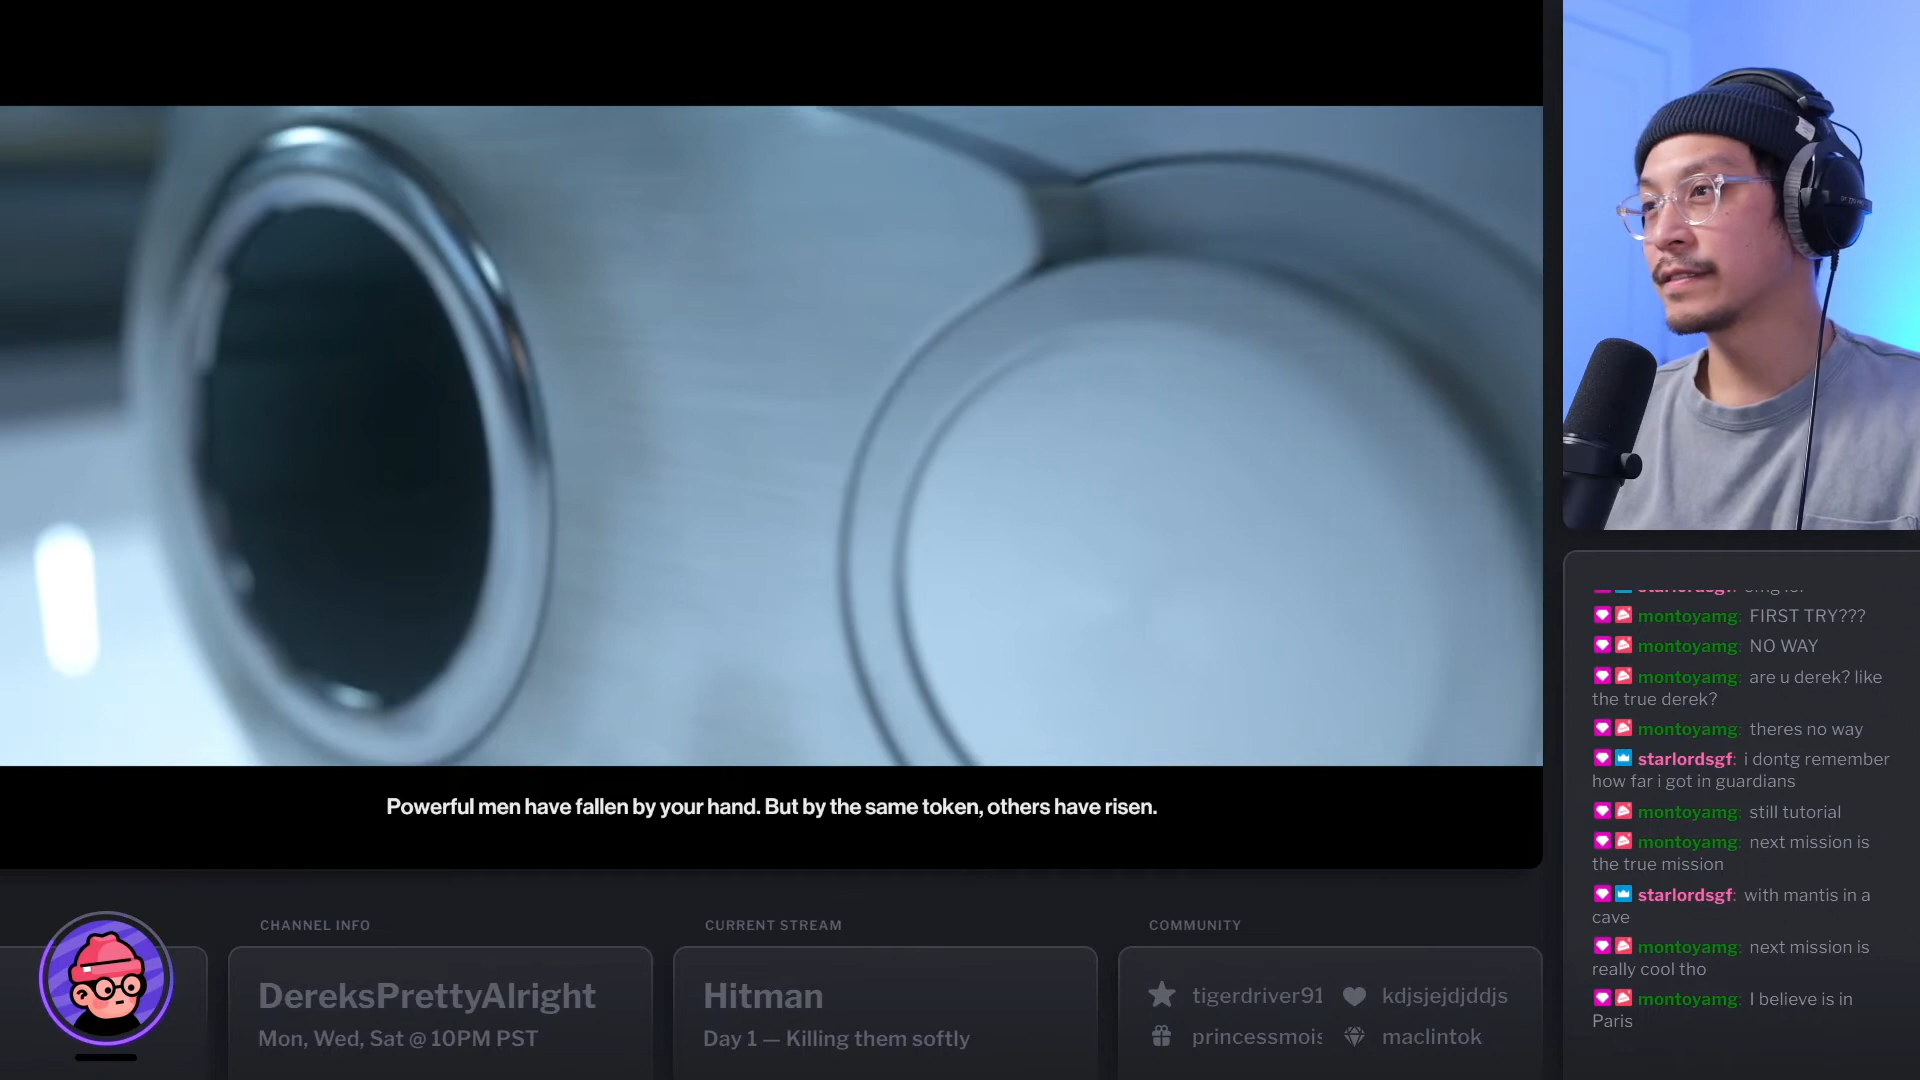 Powerful men have fallen by your hand. But by the same token, others have risen.
montoyamg: FIRST TRY???
montoyamg: NO WAY
montoyamg: are u derek? like
the true derek?
montoyamg: theres no way
starlordsgf: i dontg remember
how far i got in guardians
montoyamg: still tutorial
montoyamg: next mission is
the true mission
starlordsgf: with mantis in a
cave
montoyamg: next mission is
really cool tho
montoyamg: I believe is in
Paris
CHANNEL INFO
DereksPrettyAlright
Mon, Wed, Sat @ 10PM PST
CURRENT STREAM
Hitman
Day 1 — Killing them softly
COMMUNITY
tigerdriver91
kdjsjejdjddjs
princessmois
maclintok